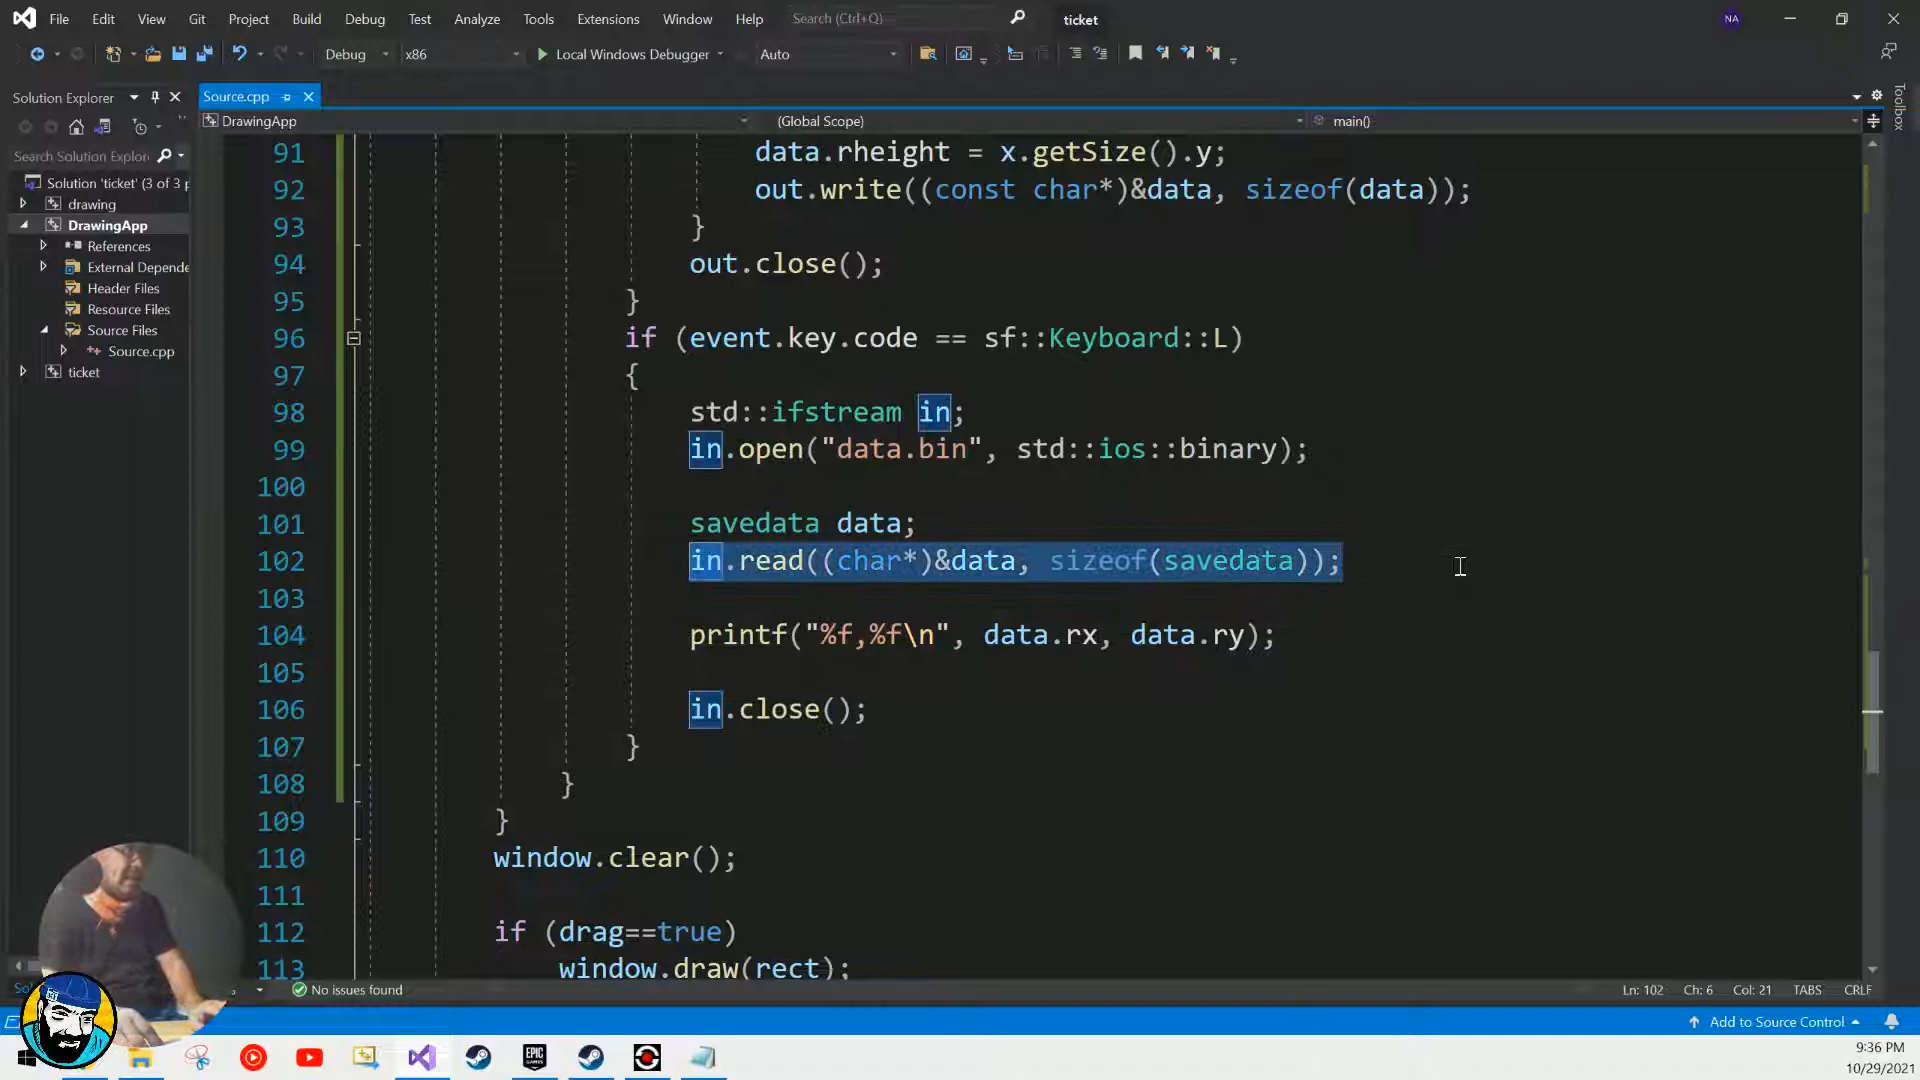 File Edit View Git Project Build Debug Test Analyze Tools Extensions Window Help Search (Ctrl+Q) ticket NA
Debug x86 Local Windows Debugger Auto
Solution Explorer Source.cpp
DrawingApp (Global Scope) main()
Toolbox
Search Solution Explor
Solution 'ticket' (3 of 3 p
drawing
DrawingApp
References
External Depende
Header Files
Resource Files
Source Files
Source.cpp
ticket
91 data.rheight = x.getSize().y;
92 out.write((const char*)&data, sizeof(data));
93 }
94 out.close();
95 }
96 if (event.key.code == sf::Keyboard::L)
97 {
98 std::ifstream in;
99 in.open("data.bin", std::ios::binary);
100
101 savedata data;
102 in.read((char*)&data, sizeof(savedata));
103
104 printf("%f,%f\n", data.rx, data.ry);
105
106 in.close();
107 }
108 }
109 }
110 window.clear();
111
112 if (drag==true)
113 window.draw(rect);
No issues found Ln: 102 Ch: 6 Col: 21 TABS CRLF
Add to Source Control
EPIC GAMES
9:36 PM
10/29/2021